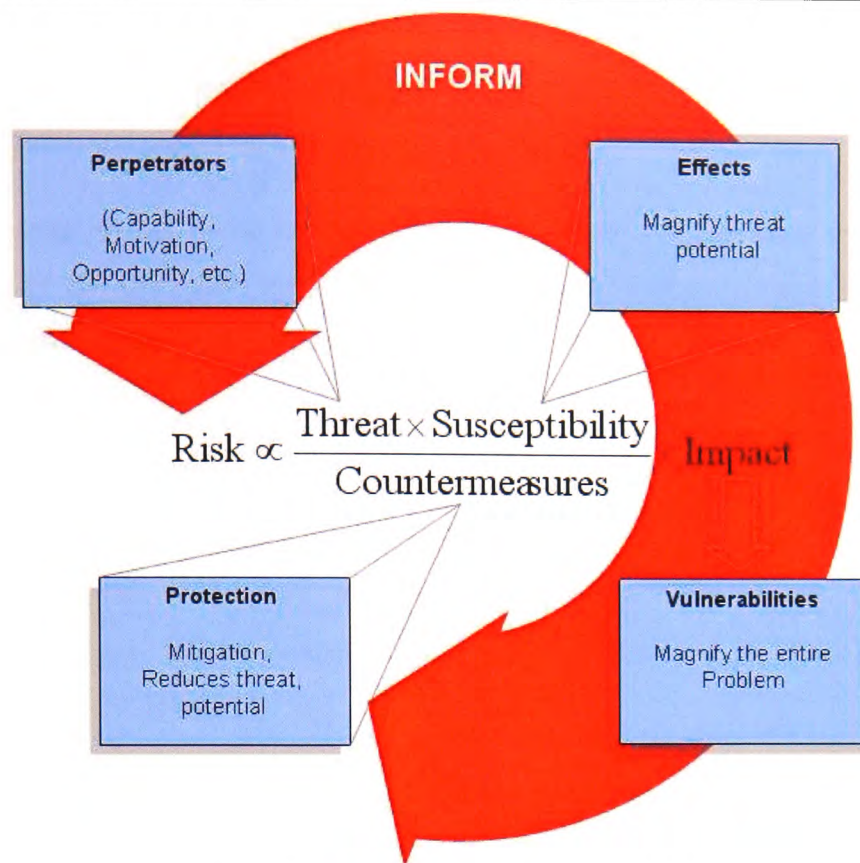 INFORM
Perpetrators
(Capability,
Motivation,
Opportunity, etc.)
Effects
Magnify threat
potential
Risk ∝ Threat × Susceptibility
Countermeasures
Impact
Protection
Mitigation,
Reduces threat,
potential
Vulnerabilities
Magnify the entire
Problem